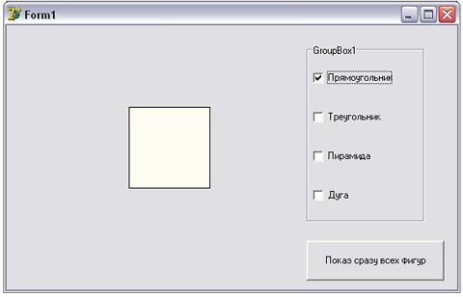 Form1
GroupBox1
Прямоугольник
Треугольник
Пирамида
Дуга
Показ сразу всех фигур